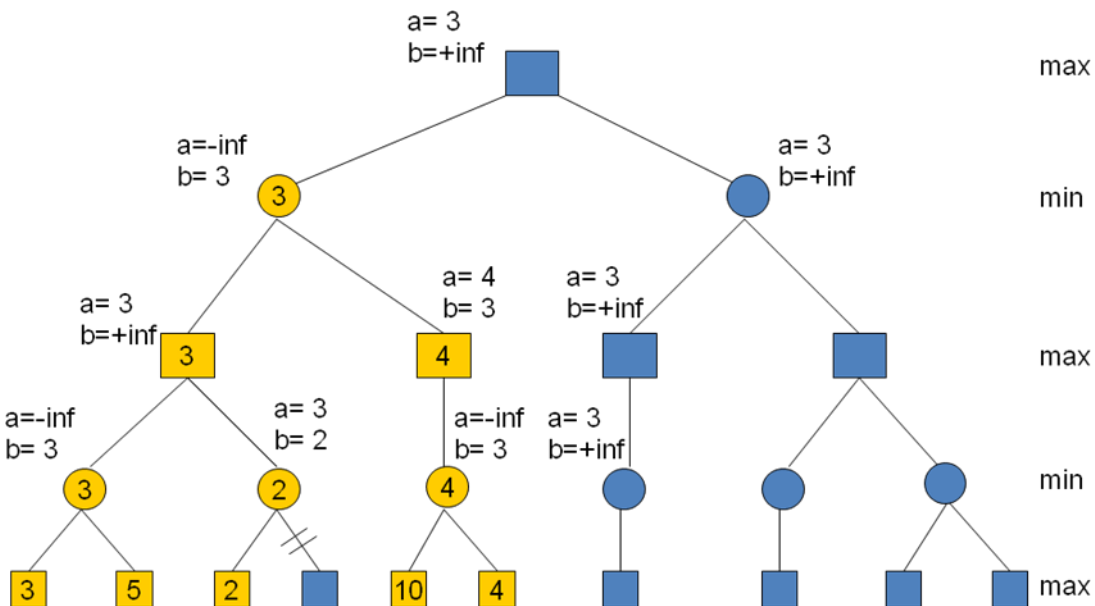 a= 3
b=+inf
max
a=-inf
b= 3
3
a= 3
b=+inf
min
a= 3
b=+inf
3
a= 4
b= 3
4
a= 3
b=+inf
max
a=-inf
b= 3
3
a= 3
b= 2
2
a=-inf
b= 3
4
a= 3
b=+inf
min
3
5
2
10
4
max